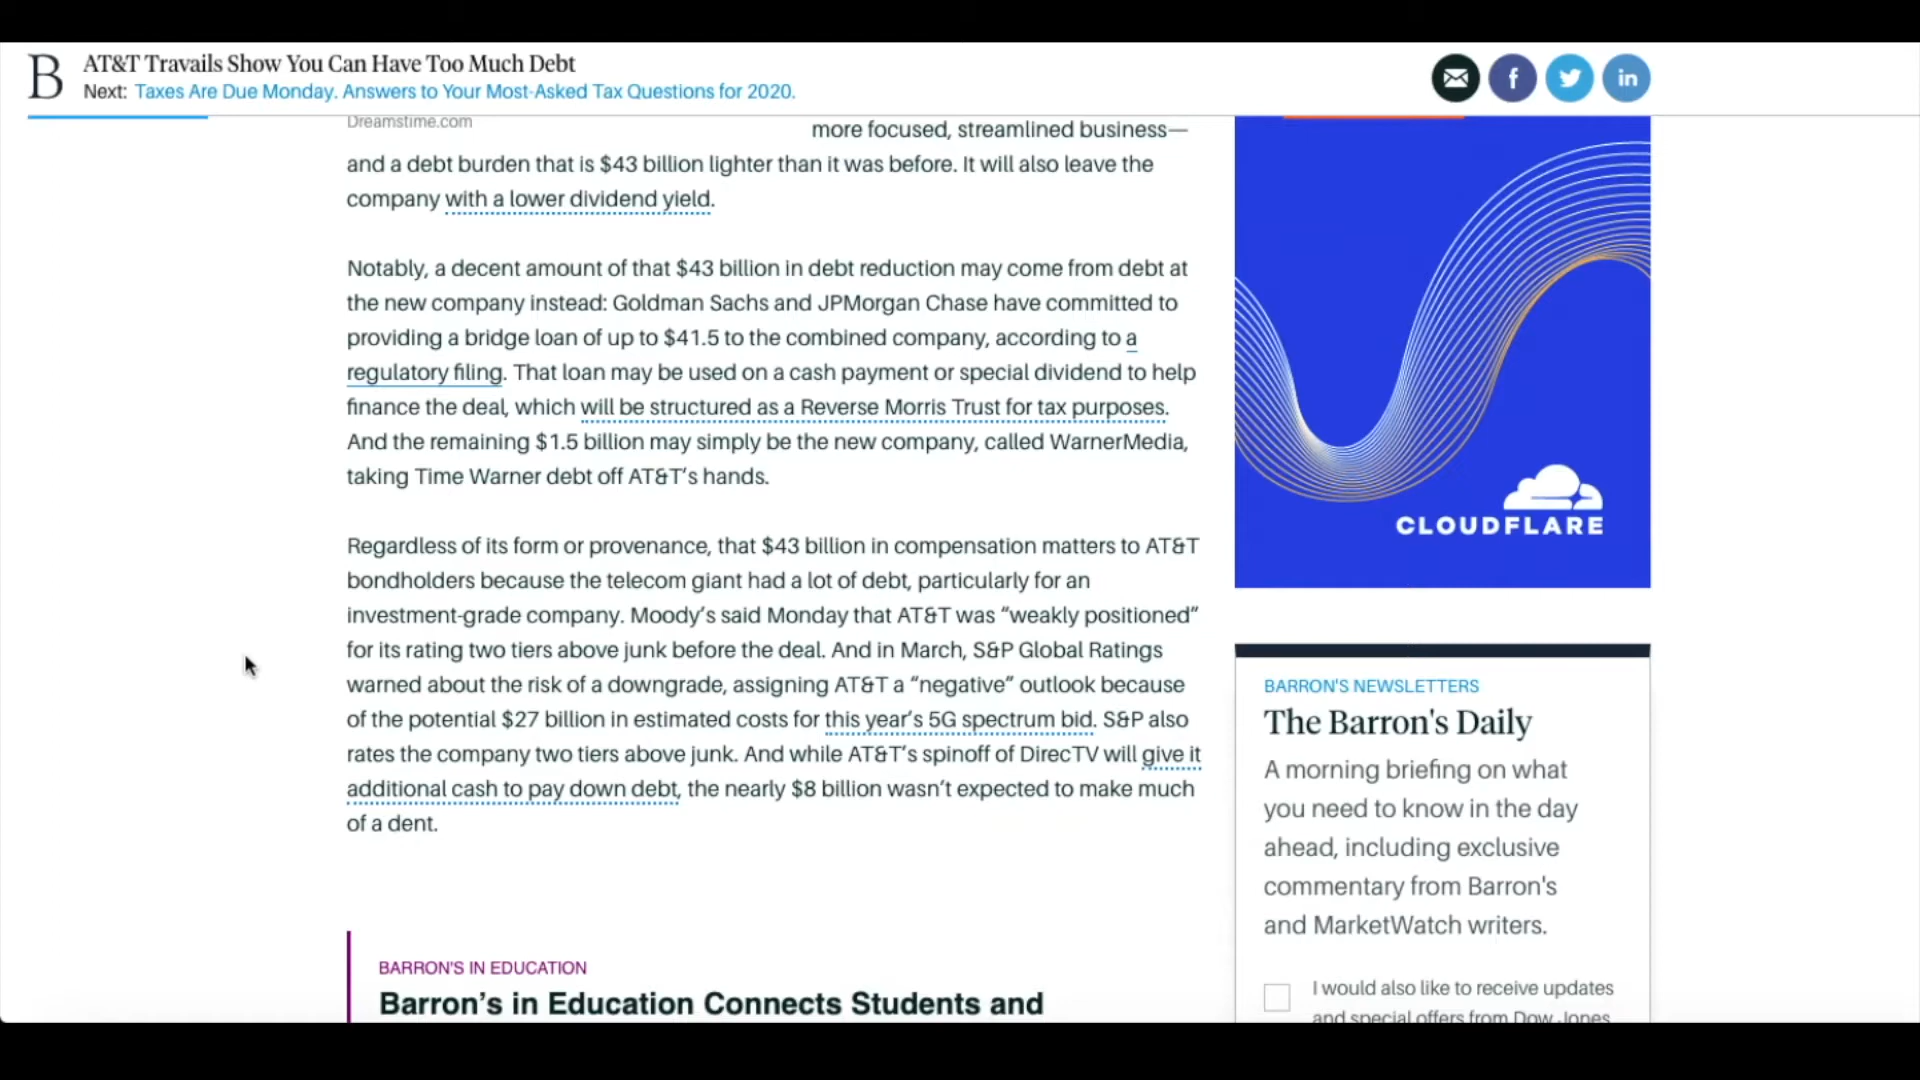 B
AT&T Travails Show You Can Have Too Much Debt
Next: Taxes Are Due Monday. Answers to Your Most-Asked Tax Questions for 2020.
f
in
Dreamstime.com
more focused, streamlined business—
and a debt burden that is $43 billion lighter than it was before. It will also leave the
company with a lower dividend yield.
Notably, a decent amount of that $43 billion in debt reduction may come from debt at
the new company instead: Goldman Sachs and JPMorgan Chase have committed to
providing a bridge loan of up to $41.5 to the combined company, according to a
regulatory filing. That loan may be used on a cash payment or special dividend to help
finance the deal, which will be structured as a Reverse Morris Trust for tax purposes.
And the remaining $1.5 billion may simply be the new company, called WarnerMedia,
taking Time Warner debt off AT&T’s hands.
Regardless of its form or provenance, that $43 billion in compensation matters to AT&T
bondholders because the telecom giant had a lot of debt, particularly for an
investment-grade company. Moody’s said Monday that AT&T was “weakly positioned”
for its rating two tiers above junk before the deal. And in March, S&P Global Ratings
warned about the risk of a downgrade, assigning AT&T a “negative” outlook because
of the potential $27 billion in estimated costs for this year’s 5G spectrum bid. S&P also
rates the company two tiers above junk. And while AT&T’s spinoff of DirecTV will give it
additional cash to pay down debt, the nearly $8 billion wasn’t expected to make much
of a dent.
BARRON'S IN EDUCATION
Barron’s in Education Connects Students and
CLOUDFLARE
BARRON'S NEWSLETTERS
The Barron's Daily
A morning briefing on what
you need to know in the day
ahead, including exclusive
commentary from Barron's
and MarketWatch writers.
I would also like to receive updates
and special offers from Dow Jones